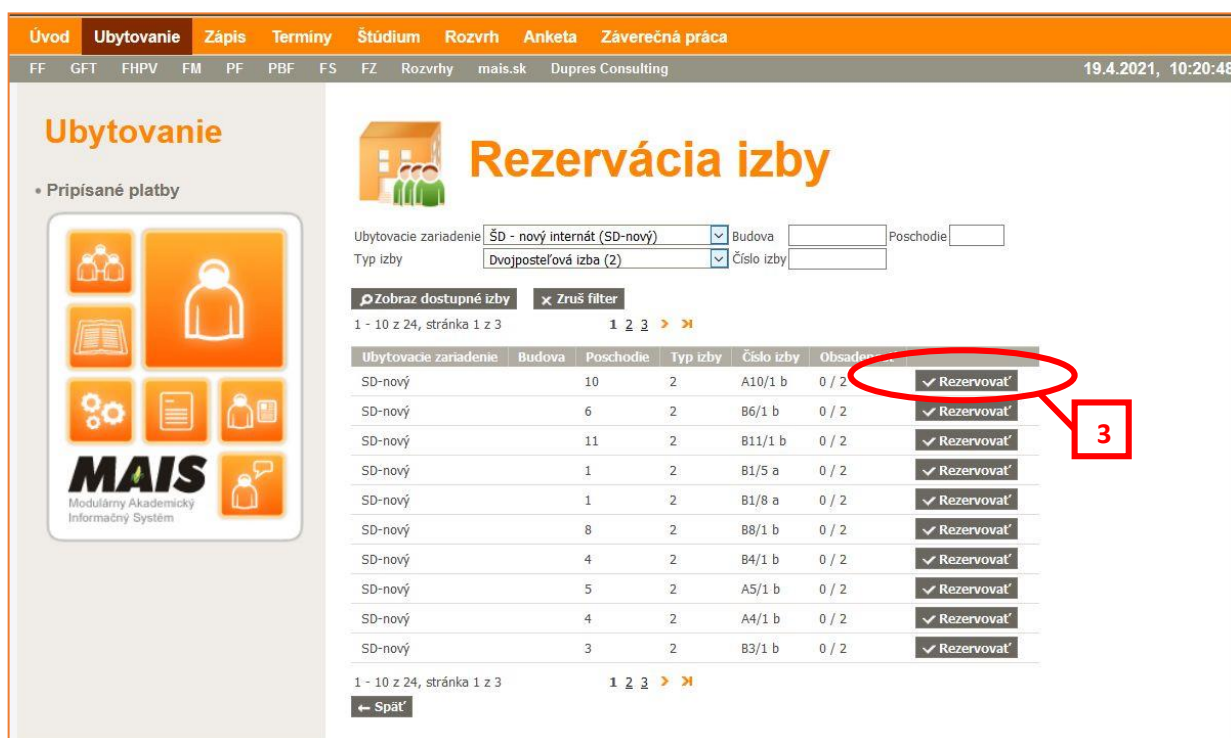 Úvod Ubytovanie Zápis Termíny Štúdium Rozvrh Anketa Záverečná práca
FF GFT FHPV FM PF PBF FS FZ Rozvrhy mais.sk Dupres Consulting 19.4.2021, 10:20:48
Ubytovanie
• Pripísané platby
MAIS
Modulárny Akademický
Informačný Systém
Rezervácia izby
Ubytovacie zariadenie ŠD - nový internát (SD-nový) Budova Poschodie
Typ izby Dvojposteľová izba (2) Číslo izby
Zobraz dostupné izby x Zruš filter
1 - 10 z 24, stránka 1 z 3 1 2 3
Ubytovacie zariadenie Budova Poschodie Typ izby Číslo izby
SD-nový 10 2 A10/1 b 0 / 2 Rezervovať
SD-nový 6 2 B6/1 b 0 / 2 Rezervovať
SD-nový 11 2 B11/1 b 0 / 2 Rezervovať
SD-nový 1 2 B1/5 a 0 / 2 Rezervovať
SD-nový 1 2 B1/8 a 0 / 2 Rezervovať
SD-nový 8 2 B8/1 b 0 / 2 Rezervovať
SD-nový 4 2 B4/1 b 0 / 2 Rezervovať
SD-nový 5 2 A5/1 b 0 / 2 Rezervovať
SD-nový 4 2 A4/1 b 0 / 2 Rezervovať
SD-nový 3 2 B3/1 b 0 / 2 Rezervovať
3
1 - 10 z 24, stránka 1 z 3 1 2 3
← Späť